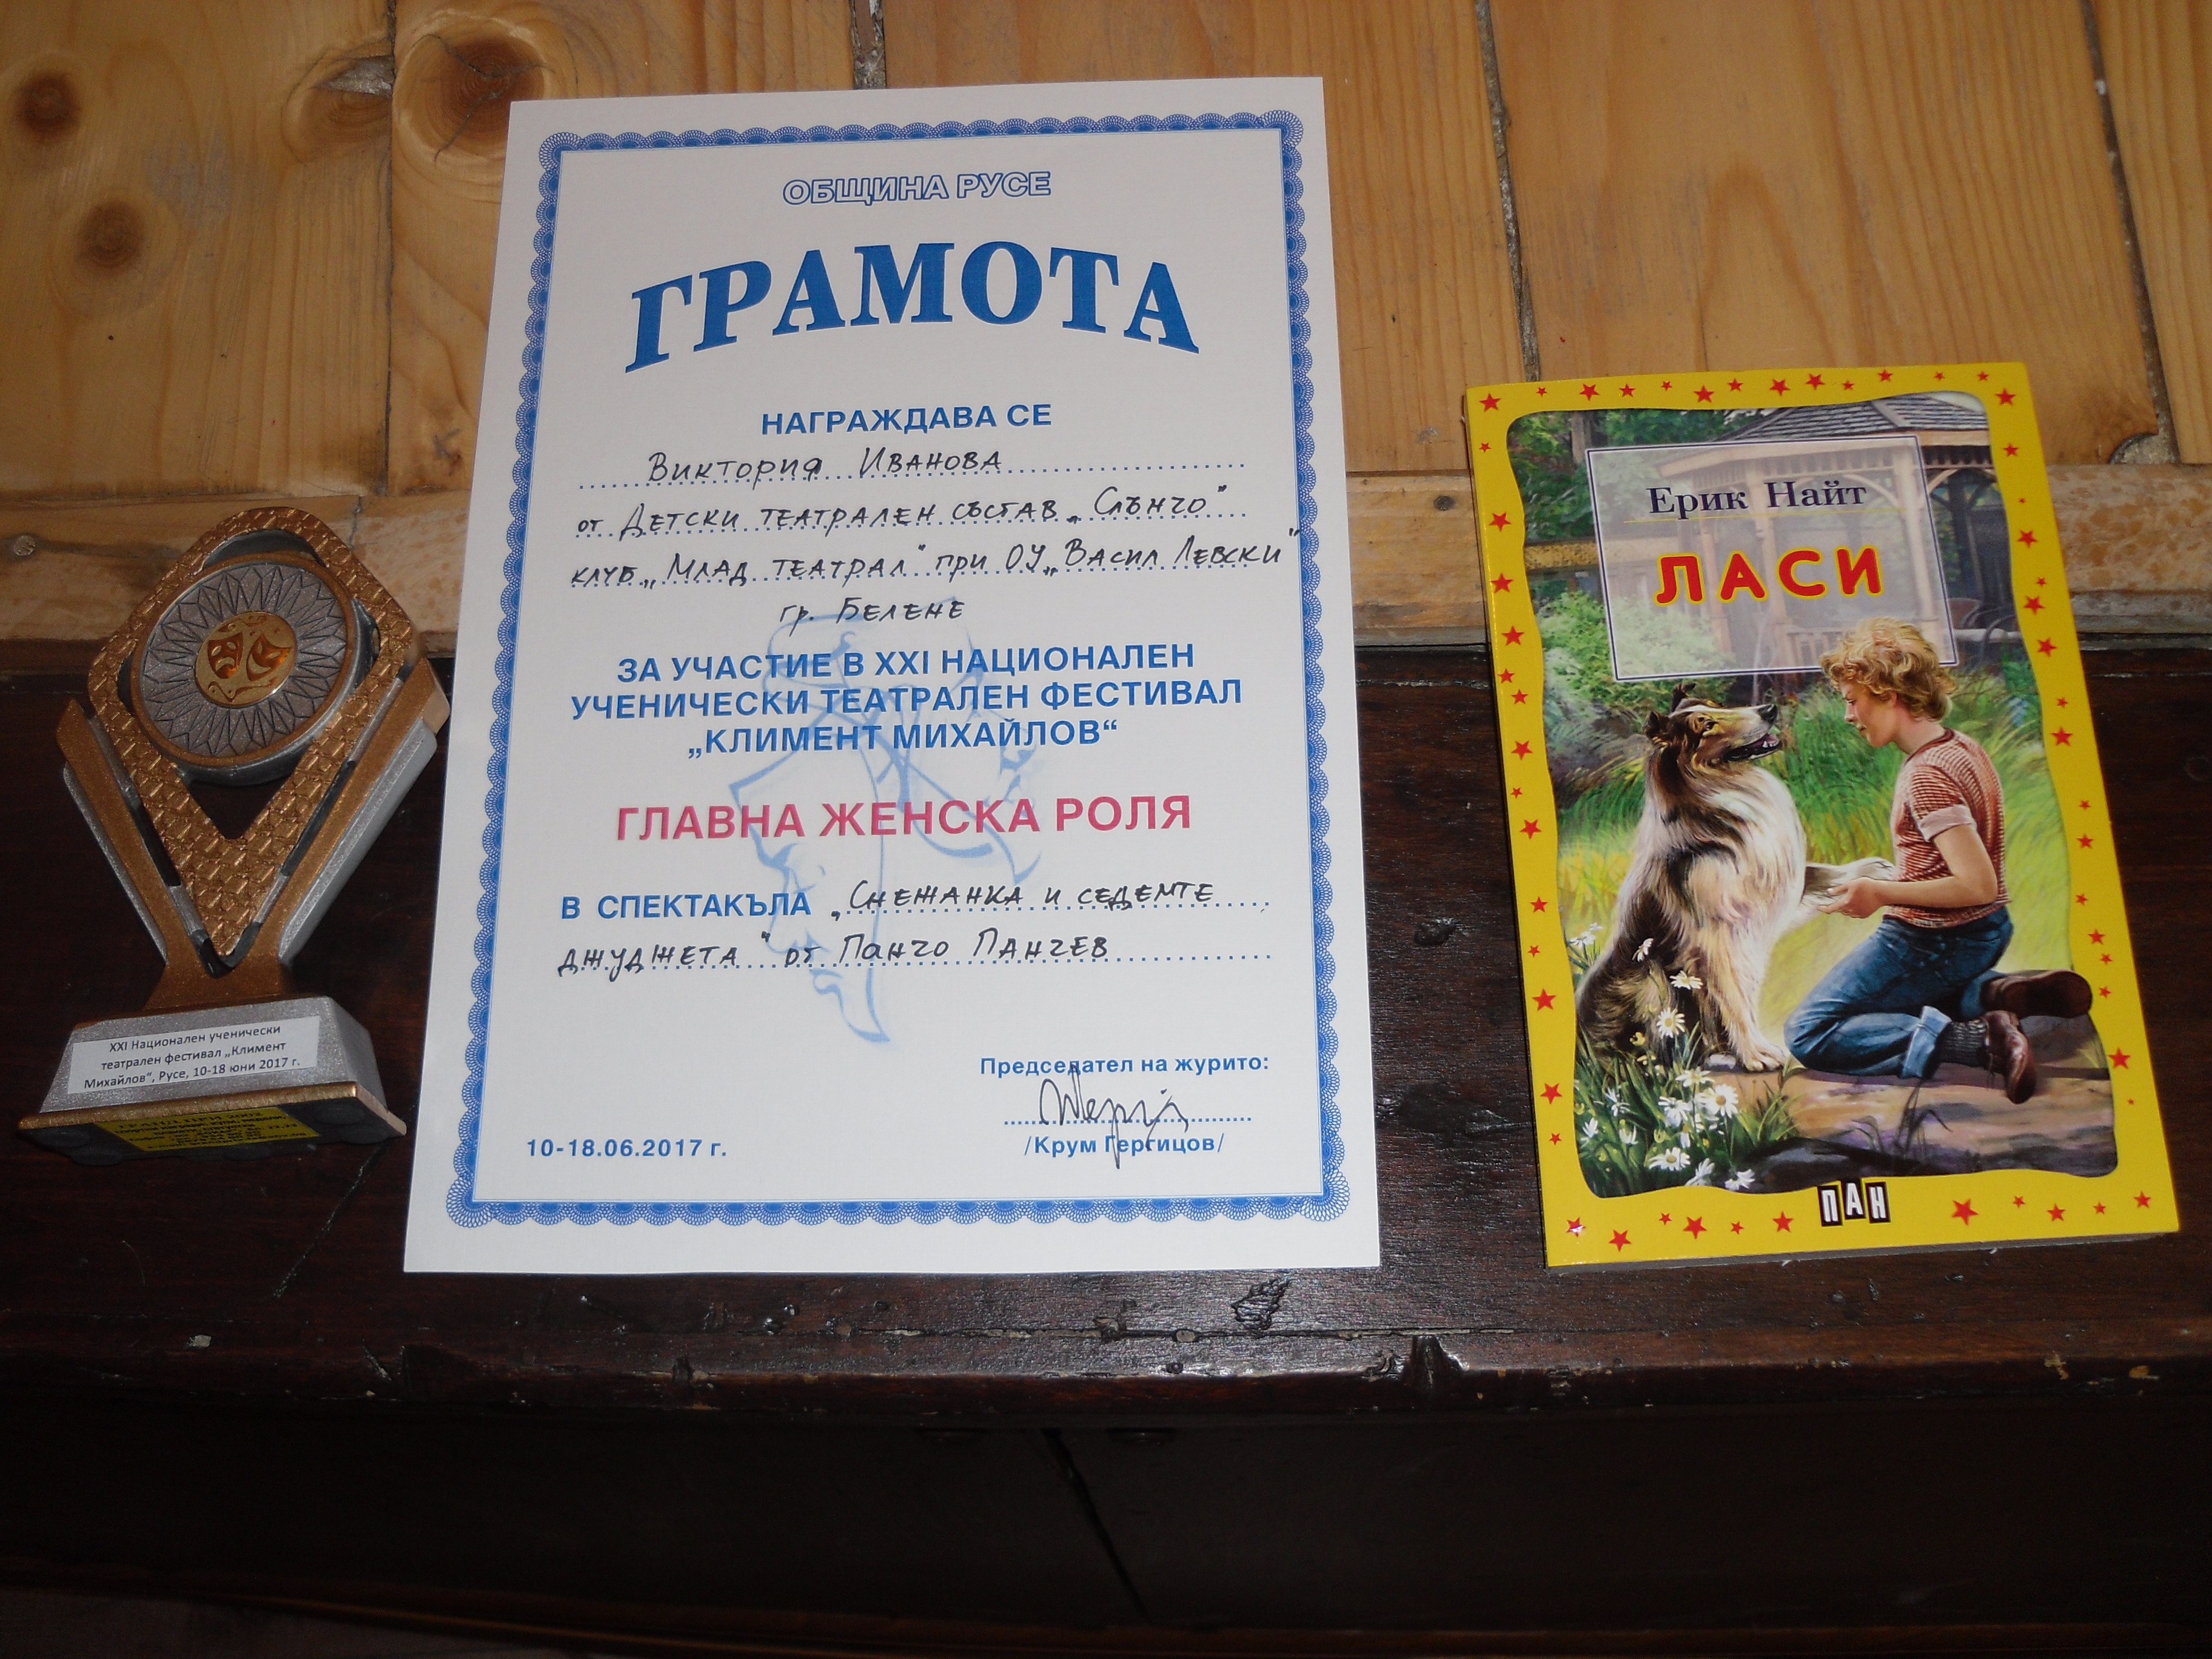 ОБЩИНА РУСЕ
ГРАМОТА
НАГРАЖДАВА СЕ
Виктория Иванова
от Детски театрален състав „Слънчо"
клуб „Млад театрал" при ОУ „Васил Левски"
гр. Белене
ЗА УЧАСТИЕ В XXI НАЦИОНАЛЕН
УЧЕНИЧЕСКИ ТЕАТРАЛЕН ФЕСТИВАЛ
„КЛИМЕНТ МИХАЙЛОВ“
ГЛАВНА ЖЕНСКА РОЛЯ
В СПЕКТАКЪЛА „Снежанка и седемте
джуджета" от Панчо Панчев
Председател на журито:
/Крум Гергицов/
10-18.06.2017 г.
XXI Национален ученически
театрален фестивал „Климент
Михайлов“, Русе, 10-18 юни 2017 г.
ГРАНД ПРИ 2002
Ерик Найт
ЛАСИ
ПАН